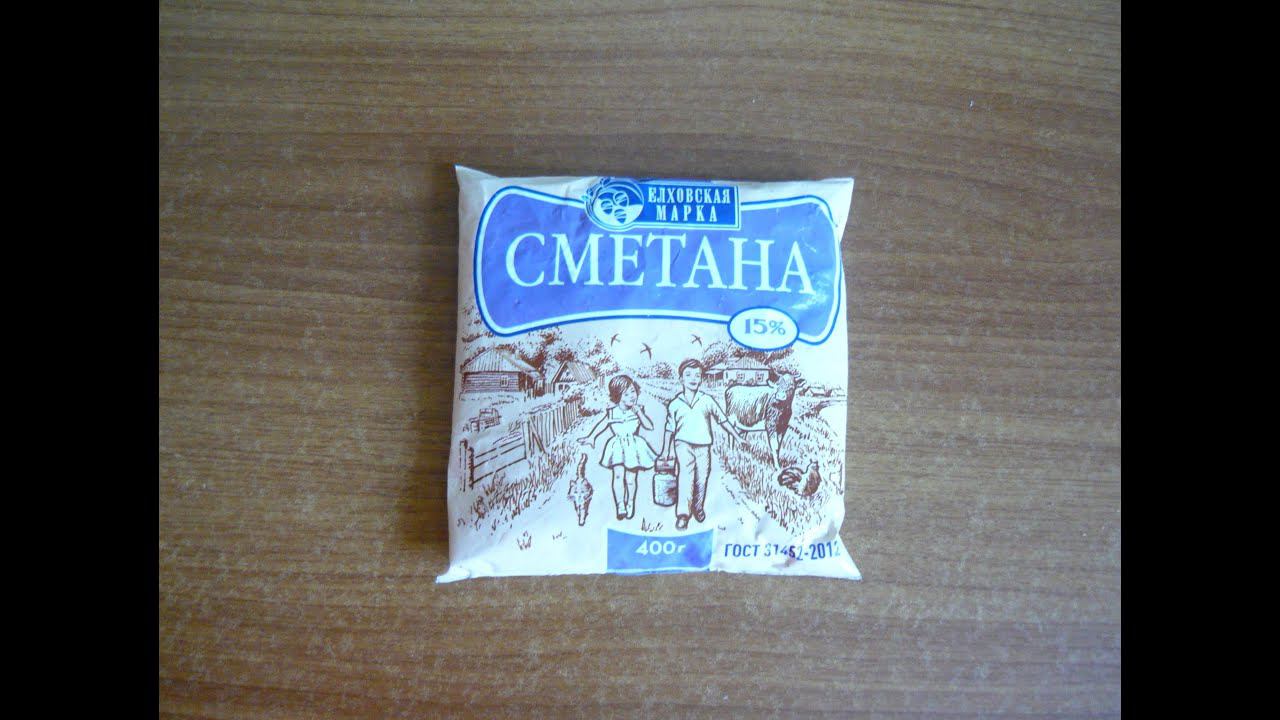 ЕЛХОВСКАЯ
МАРКА
СМЕТАНА
15%
400г
ГОСТ 31452-2012